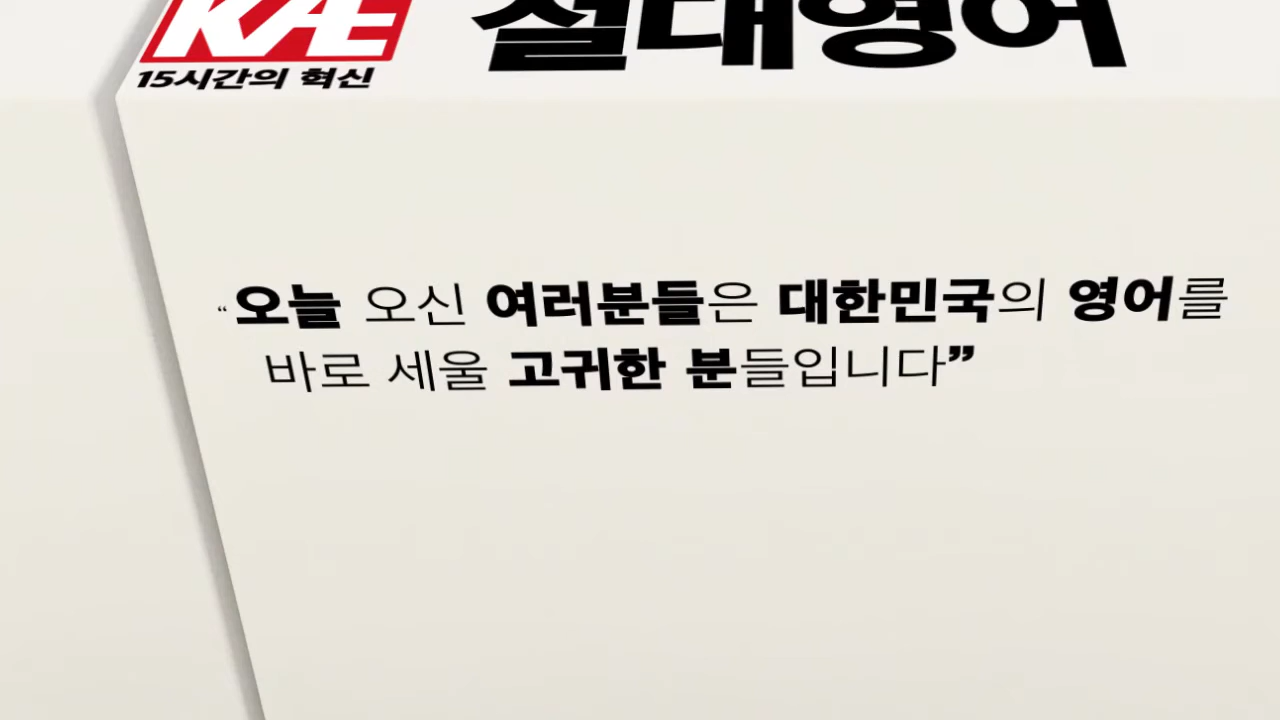 KAE
15시간의 혁신
절대영어
“오늘 오신 여러분들은 대한민국의 영어를
바로 세울 고귀한 분들입니다”